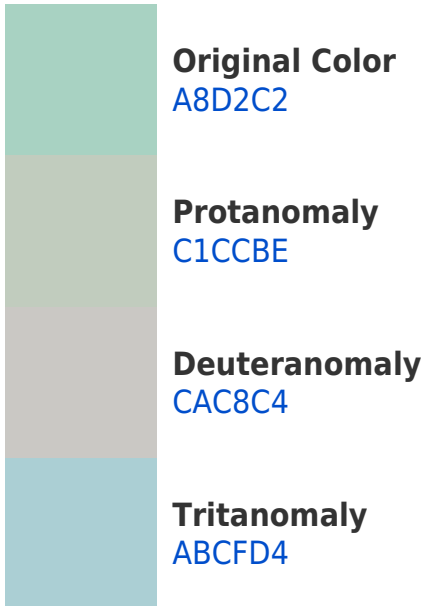 Original Color
A8D2C2
Protanomaly
C1CCBE
Deuteranomaly
CAC8C4
Tritanomaly
ABCFD4